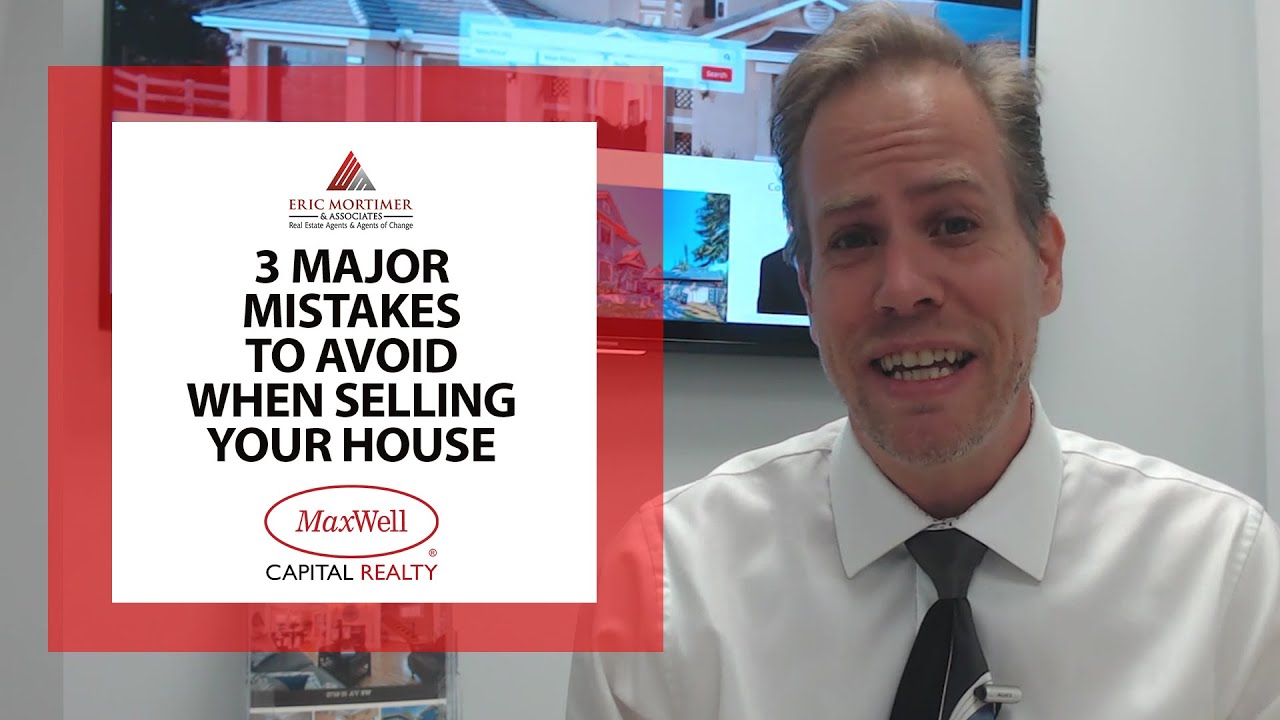 ERIC MORTIMER
& ASSOCIATES
Real Estate Agents & Agents of Change
3 MAJOR
MISTAKES
TO AVOID
WHEN SELLING
YOUR HOUSE
MaxWell
®
CAPITAL REALTY
Search